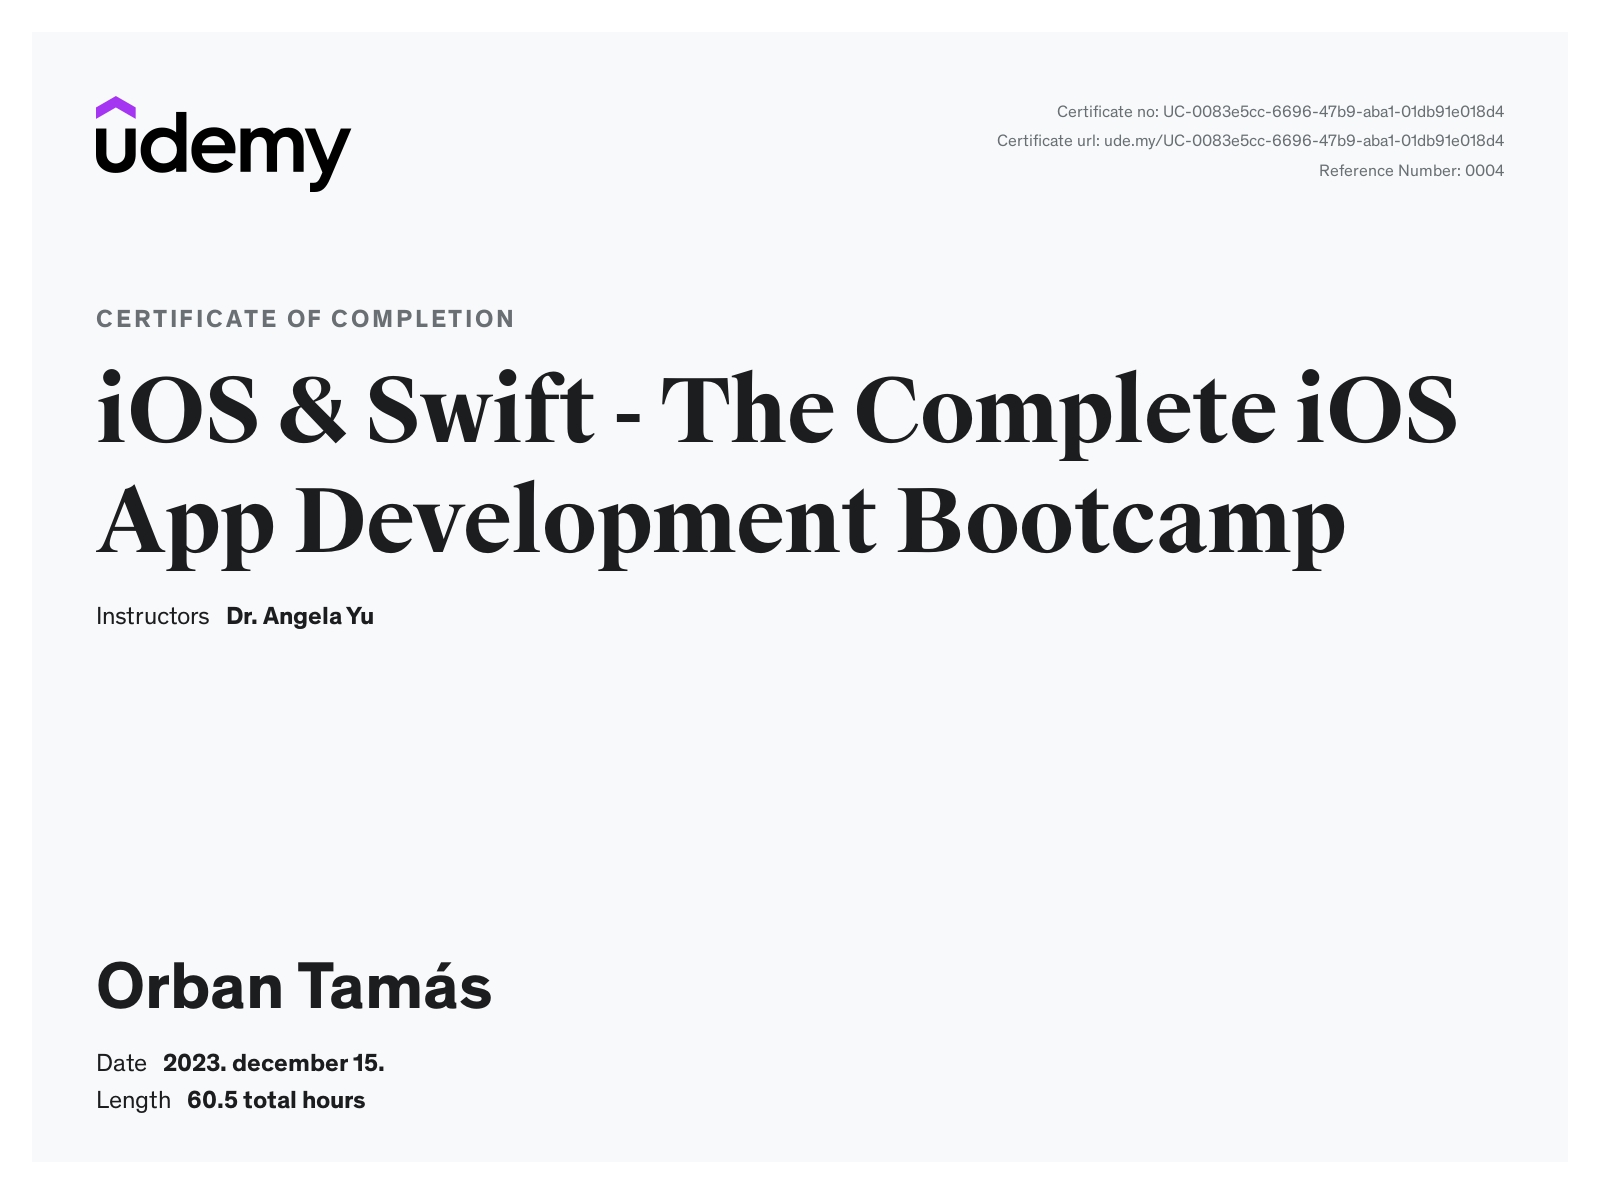 udemy
Certificate no: UC-0083e5cc-6696-47b9-aba1-01db91e018d4
Certificate url: ude.my/UC-0083e5cc-6696-47b9-aba1-01db91e018d4
Reference Number: 0004
CERTIFICATE OF COMPLETION
iOS & Swift - The Complete iOS
App Development Bootcamp
Instructors Dr. Angela Yu
Orban Tamás
Date 2023. december 15.
Length 60.5 total hours